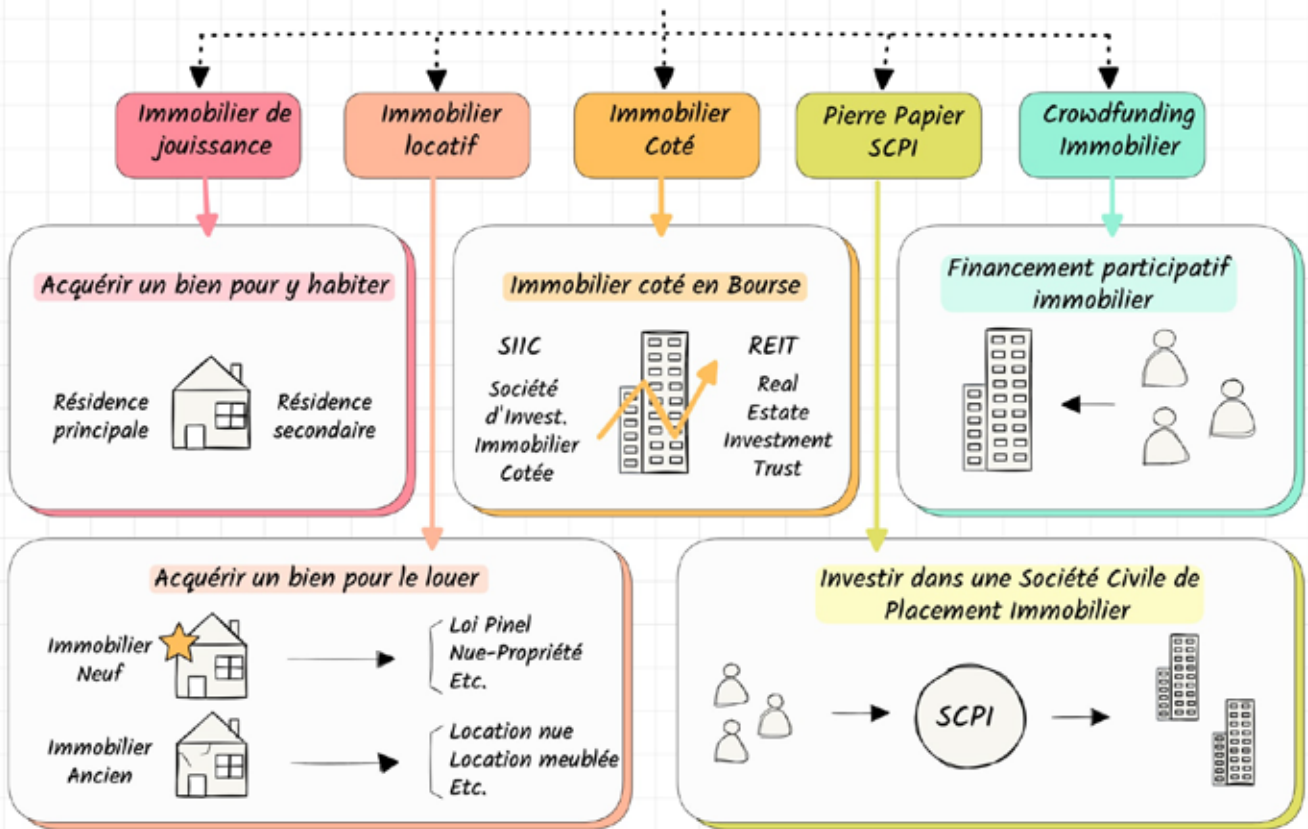 Immobilier de
jouissance
Immobilier
locatif
Immobilier
Coté
Pierre Papier
SCPI
Crowdfunding
Immobilier
Acquérir un bien pour y habiter
Résidence
principale
Résidence
secondaire
Immobilier coté en Bourse
SIIC
Société
d'Invest.
Immobilier
Cotée
REIT
Real
Estate
Investment
Trust
Financement participatif
immobilier
Acquérir un bien pour le louer
Immobilier
Neuf
Loi Pinel
Nue-Propriété
Etc.
Immobilier
Ancien
Location nue
Location meublée
Etc.
Investir dans une Société Civile de
Placement Immobilier
SCPI